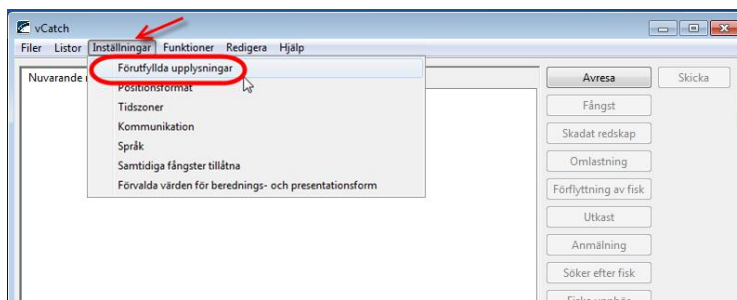 vCatch
Filer Listor Inställningar Funktioner Redigera Hjälp
Nuvarande
Förutfyllda upplysningar
Positionsformat
Tidszoner
Kommunikation
Språk
Samtidiga fångster tillåtna
Förvalda värden för berednings- och presentationsform
Avresa Skicka
Fångst
Skadat redskap
Omlastning
Förflyttning av fisk
Utkast
Anmälning
Söker efter fisk